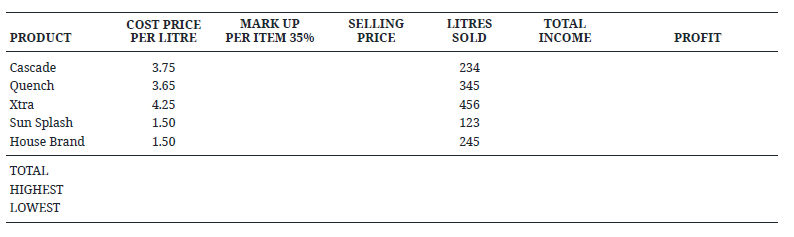 COST PRICE MARK UP SELLING LITRES TOTAL
PRODUCT PER LITRE PER ITEM 35% PRICE SOLD INCOME PROFIT
Cascade 3.75 234
Quench 3.65 345
Xtra 4.25 456
Sun Splash 1.50 123
House Brand 1.50 245
TOTAL
HIGHEST
LOWEST